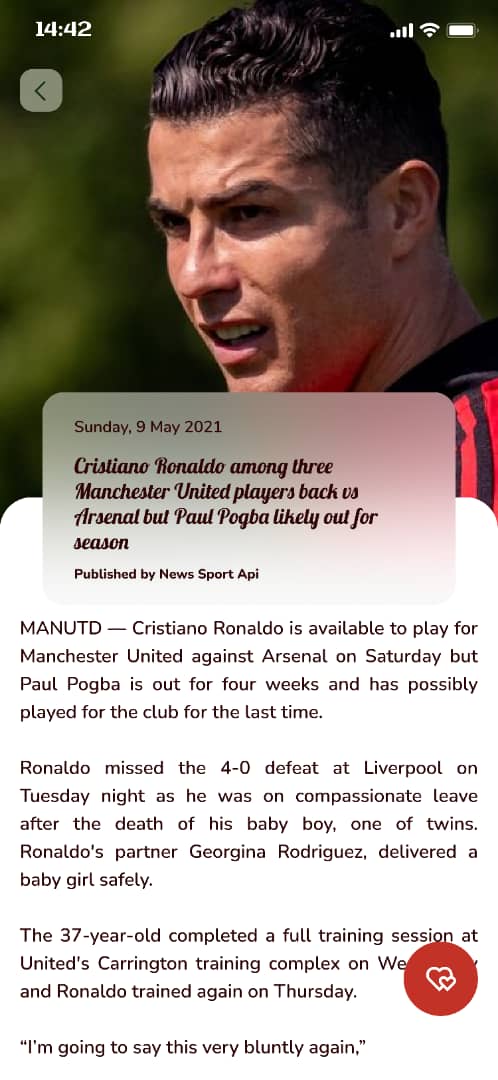 14:42
Sunday, 9 May 2021
Cristiano Ronaldo among three
Manchester United players back vs
Arsenal but Paul Pogba likely out for
season
Published by News Sport Api
MANUTD — Cristiano Ronaldo is available to play for
Manchester United against Arsenal on Saturday but
Paul Pogba is out for four weeks and has possibly
played for the club for the last time.
Ronaldo missed the 4-0 defeat at Liverpool on
Tuesday night as he was on compassionate leave
after the death of his baby boy, one of twins.
Ronaldo's partner Georgina Rodriguez, delivered a
baby girl safely.
The 37-year-old completed a full training session at
United's Carrington training complex on
and Ronaldo trained again on Thursday.
“I’m going to say this very bluntly again,”